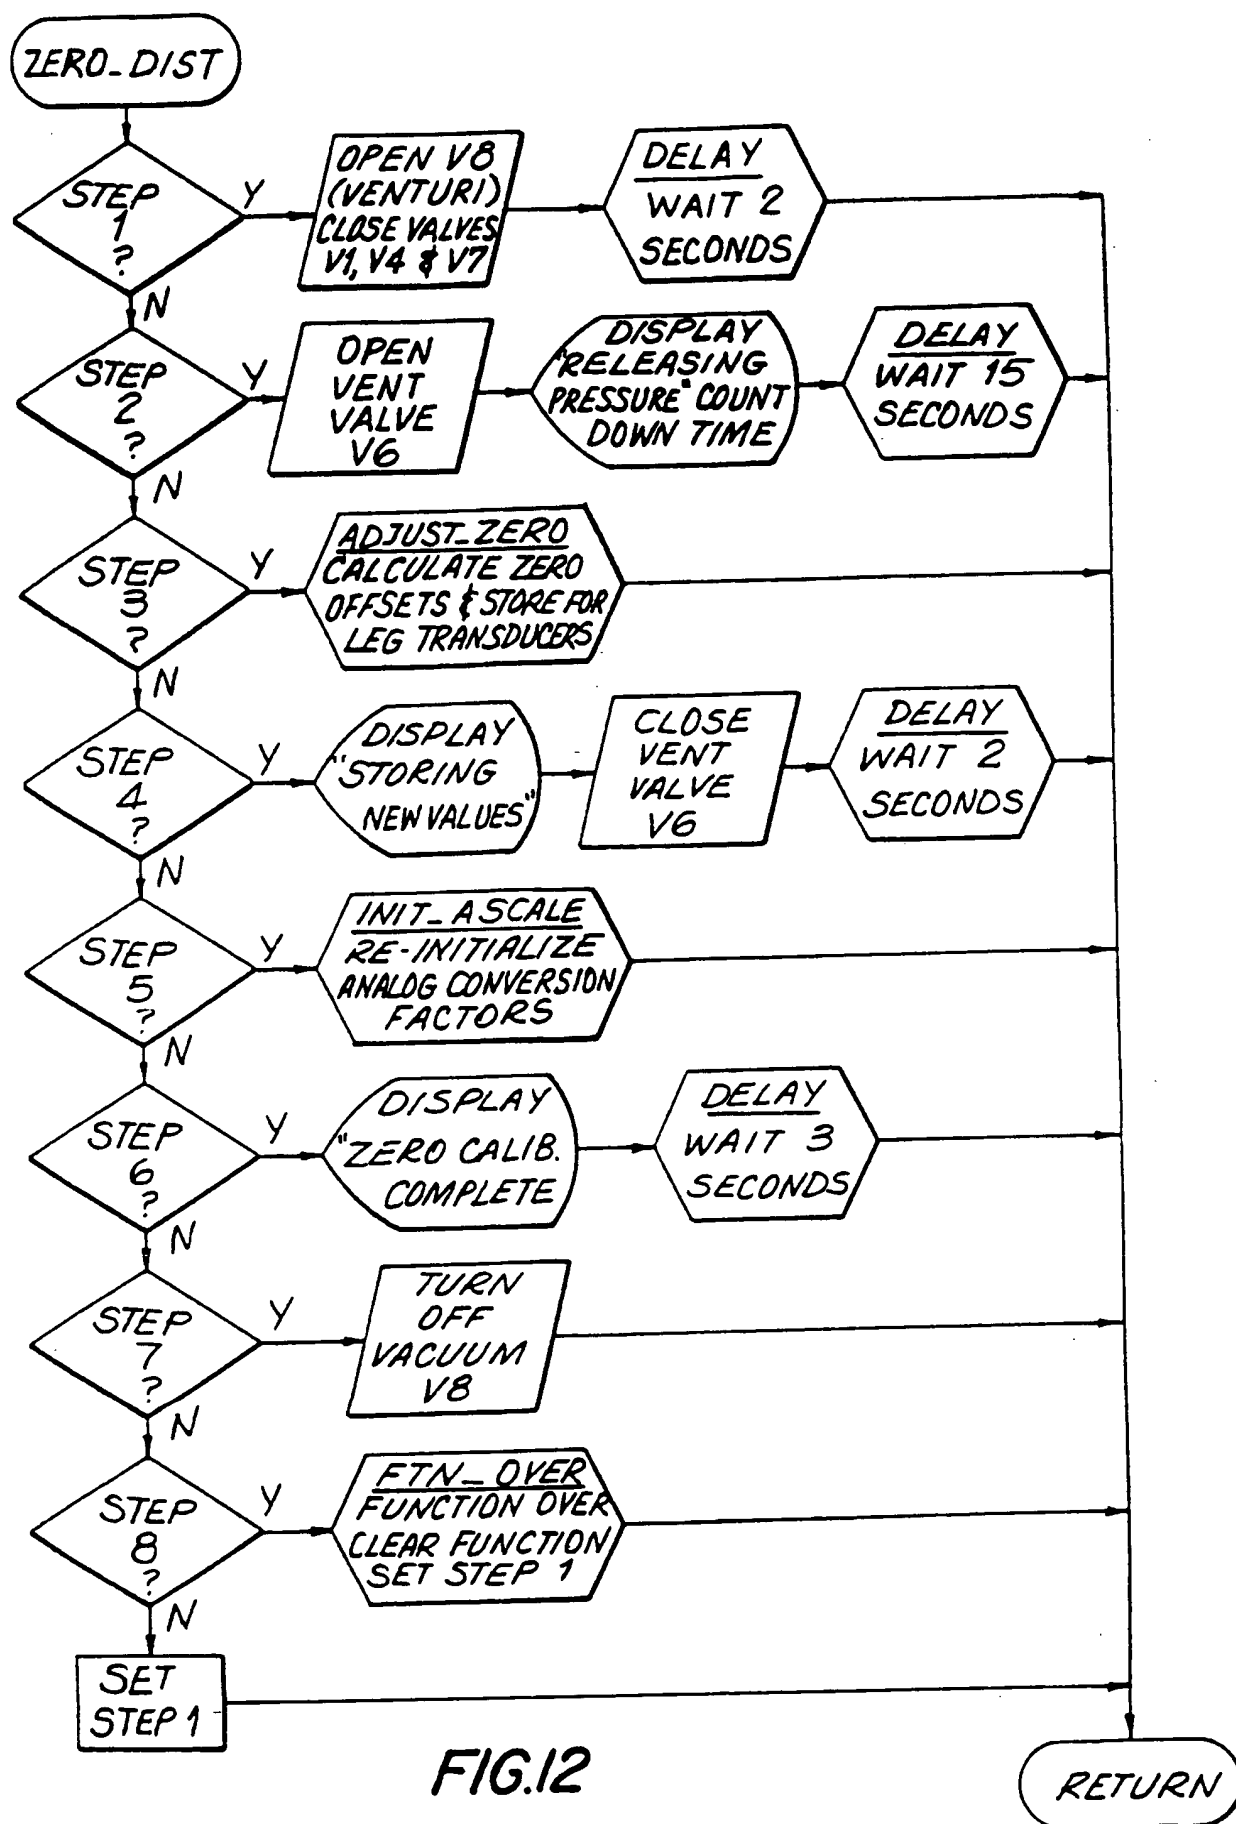 ZERO_DIST
STEP
1
?
Y
OPEN V8
(VENTURI)
CLOSE VALVES
V1, V4 & V7
DELAY
WAIT 2
SECONDS
N
STEP
2
?
Y
OPEN
VENT
VALVE
V6
DISPLAY
"RELEASING
PRESSURE" COUNT
DOWN TIME
DELAY
WAIT 15
SECONDS
N
STEP
3
?
Y
ADJUST_ZERO
CALCULATE ZERO
OFFSETS & STORE FOR
LEG TRANSDUCERS
N
STEP
4
?
Y
DISPLAY
"STORING
NEW VALUES"
CLOSE
VENT
VALVE
V6
DELAY
WAIT 2
SECONDS
N
STEP
5
?
Y
INIT_ASCALE
RE-INITIALIZE
ANALOG CONVERSION
FACTORS
N
STEP
6
?
Y
DISPLAY
"ZERO CALIB.
COMPLETE
DELAY
WAIT 3
SECONDS
N
STEP
7
?
Y
TURN
OFF
VACUUM
V8
N
STEP
8
?
Y
FTN_OVER
FUNCTION OVER
CLEAR FUNCTION
SET STEP 1
N
SET
STEP 1
RETURN
FIG.12